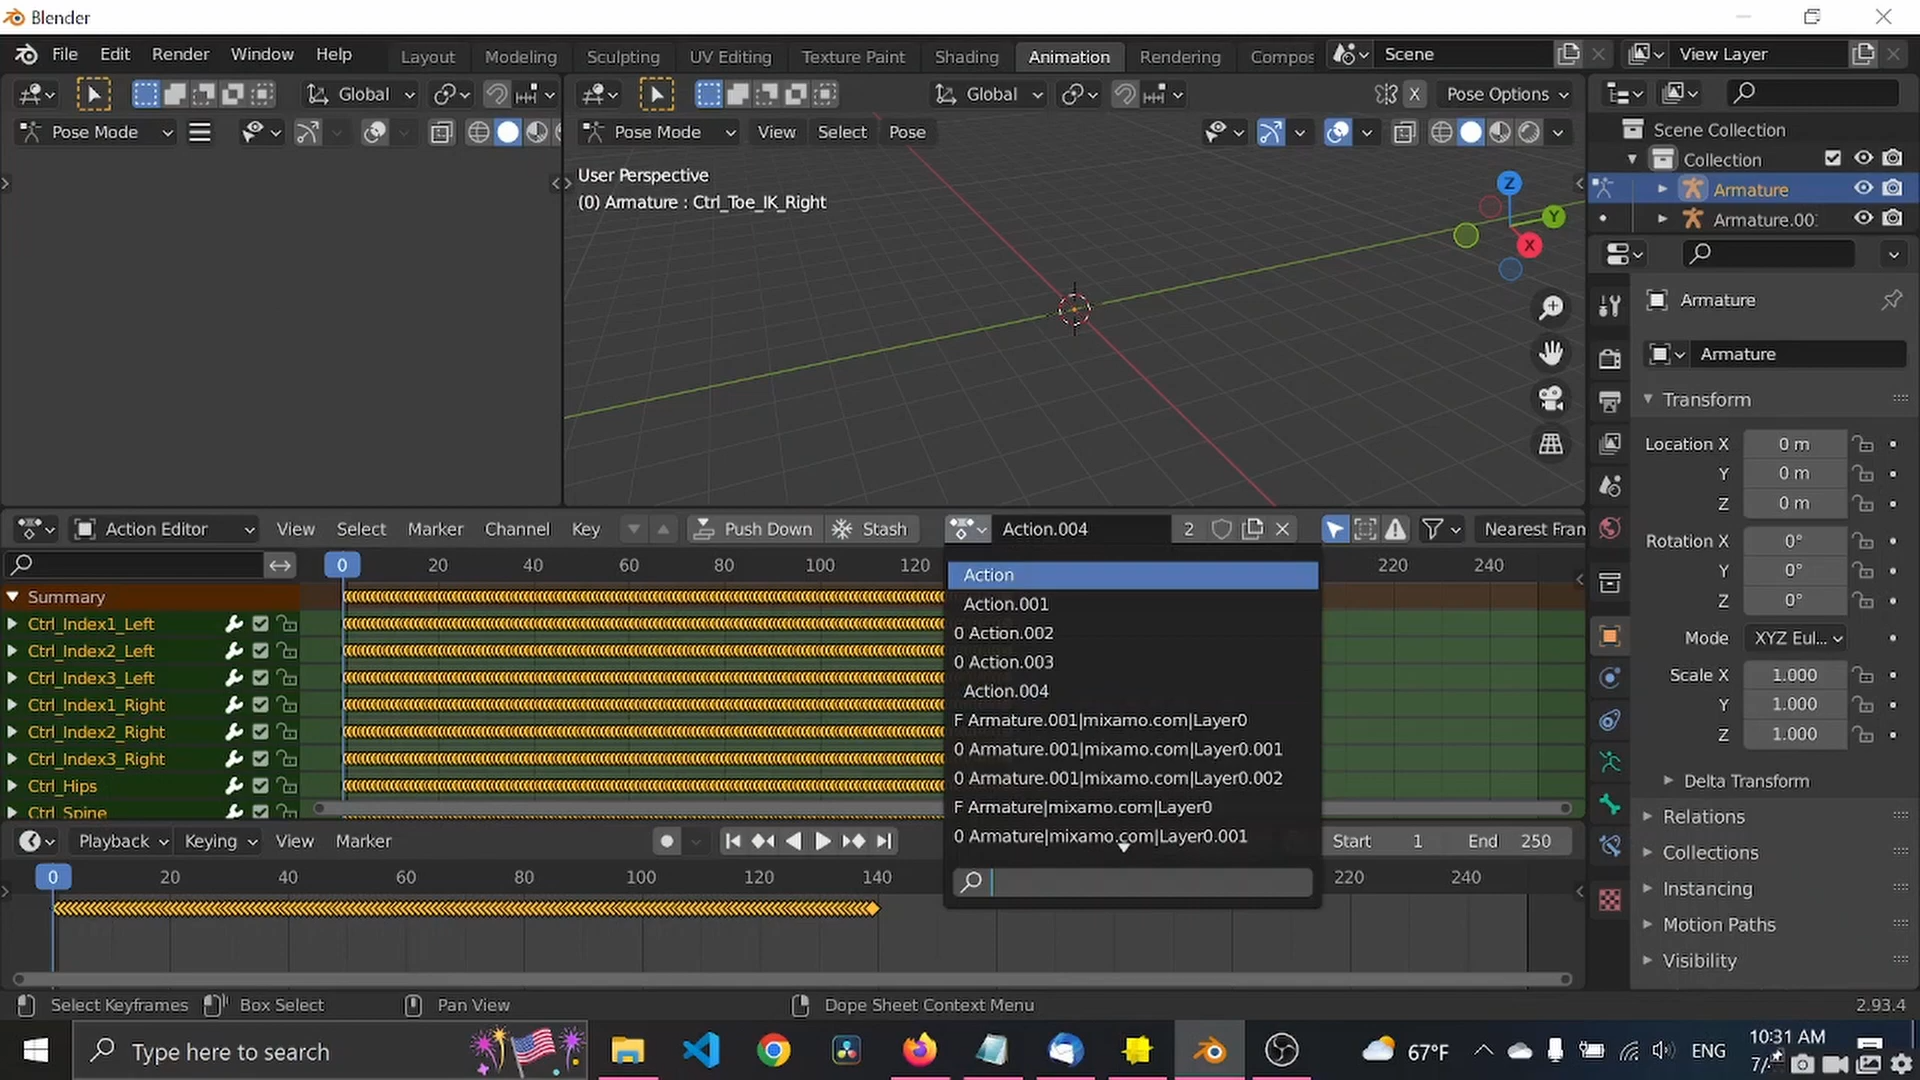 Blender
File Edit Render Window Help Layout Modeling Sculpting UV Editing Texture Paint Shading Animation Rendering Compos Scene View Layer
Global Global Pose Options
Pose Mode Pose Mode View Select Pose
Scene Collection
Collection
Armature
Armature.00
User Perspective
(0) Armature : Ctrl_Toe_IK_Right
Z
Y
X
Armature
Armature
Transform
Location X 0 m
Y 0 m
Z 0 m
Rotation X 0°
Y 0°
Z 0°
Mode XYZ Eul...
Scale X 1.000
Y 1.000
Z 1.000
Delta Transform
Relations
Collections
Instancing
Motion Paths
Visibility
Action Editor View Select Marker Channel Key Push Down Stash Action.004 2 Nearest Fran
0 20 40 60 80 100 120 220 240
Summary
Ctrl_Index1_Left
Ctrl_Index2_Left
Ctrl_Index3_Left
Ctrl_Index1_Right
Ctrl_Index2_Right
Ctrl_Index3_Right
Ctrl_Hips
Ctrl_Spine
Action
Action.001
0 Action.002
0 Action.003
Action.004
F Armature.001|mixamo.com|Layer0
0 Armature.001|mixamo.com|Layer0.001
0 Armature.001|mixamo.com|Layer0.002
F Armature|mixamo.com|Layer0
0 Armature|mixamo.com|Layer0.001
Playback Keying View Marker Start 1 End 250
0 20 40 60 80 100 120 140 220 240
Select Keyframes Box Select Pan View Dope Sheet Context Menu 2.93.4
Type here to search 67°F ENG 10:31 AM
7/